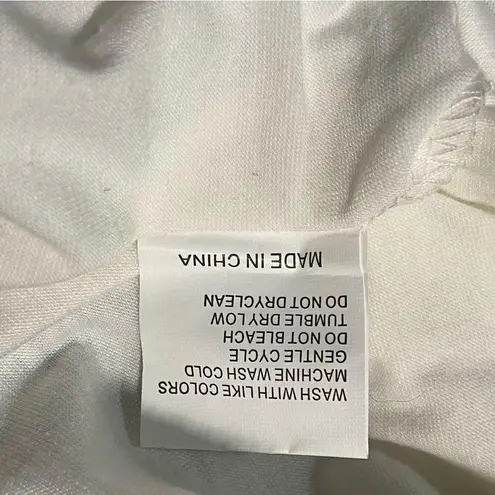 WASH WITH LIKE COLORS
MACHINE WASH COLD
GENTLE CYCLE
DO NOT BLEACH
TUMBLE DRY LOW
DO NOT DRYCLEAN
MADE IN CHINA